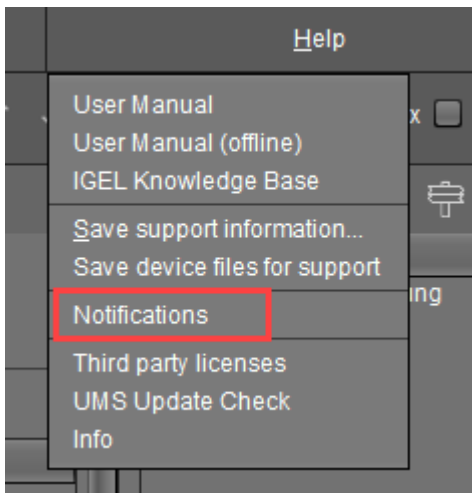 Help
User Manual
User Manual (offline)
x
IGEL Knowledge Base
Save support information...
Save device files for support
ung
Notifications
Third party licenses
UMS Update Check
Info